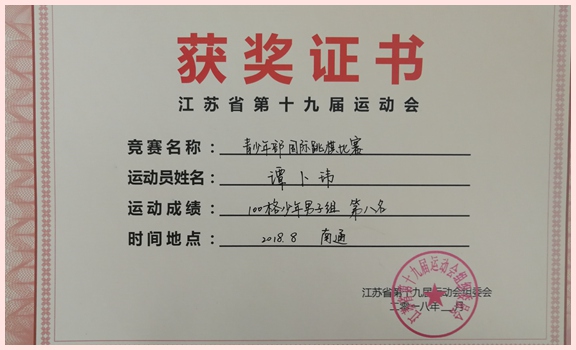 获奖证书
江苏省第十九届运动会
竞赛名称：青少年部国际跳棋比赛
运动员姓名：谭卜玮
运动成绩：100格少年男子组 第八名
时间地点：2018.8 南通
江苏省第十九届运动会组委会
二零一八年 月